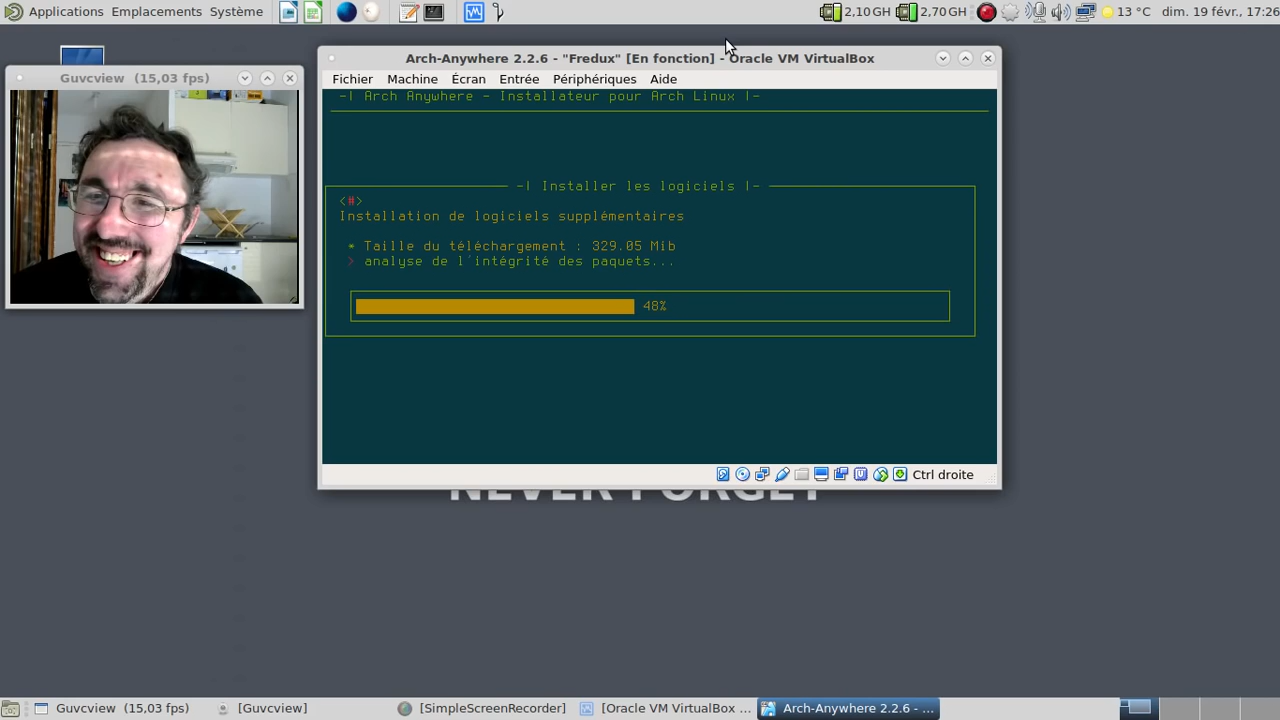 Applications Emplacements Système
2,10 GH 2,70 GH 13 °C dim. 19 févr., 17:26
Guvcview (15,03 fps)
Arch-Anywhere 2.2.6 - "Fredux" [En fonction] - Oracle VM VirtualBox
Fichier Machine Écran Entrée Périphériques Aide
-| Arch Anywhere - Installateur pour Arch Linux |-
-| Installer les logiciels |-
<#>
Installation de logiciels supplémentaires
* Taille du téléchargement : 329.05 Mib
> analyse de l'intégrité des paquets...
48%
Ctrl droite
NEVER FORGET
Guvcview (15,03 fps) [Guvcview] [SimpleScreenRecorder] [Oracle VM VirtualBox ... Arch-Anywhere 2.2.6 - ...